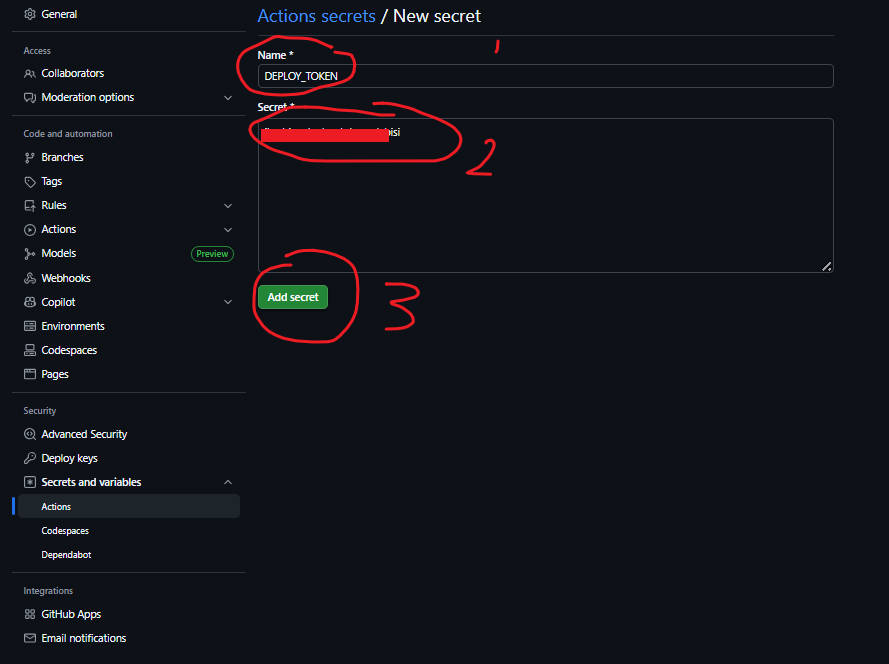 General
Access
Collaborators
Moderation options
Code and automation
Branches
Tags
Rules
Actions
Models Preview
Webhooks
Copilot
Environments
Codespaces
Pages
Security
Advanced Security
Deploy keys
Secrets and variables
Actions
Codespaces
Dependabot
Integrations
GitHub Apps
Email notifications
Actions secrets / New secret
1
Name *
DEPLOY_TOKEN
Secret *
2
Add secret
3